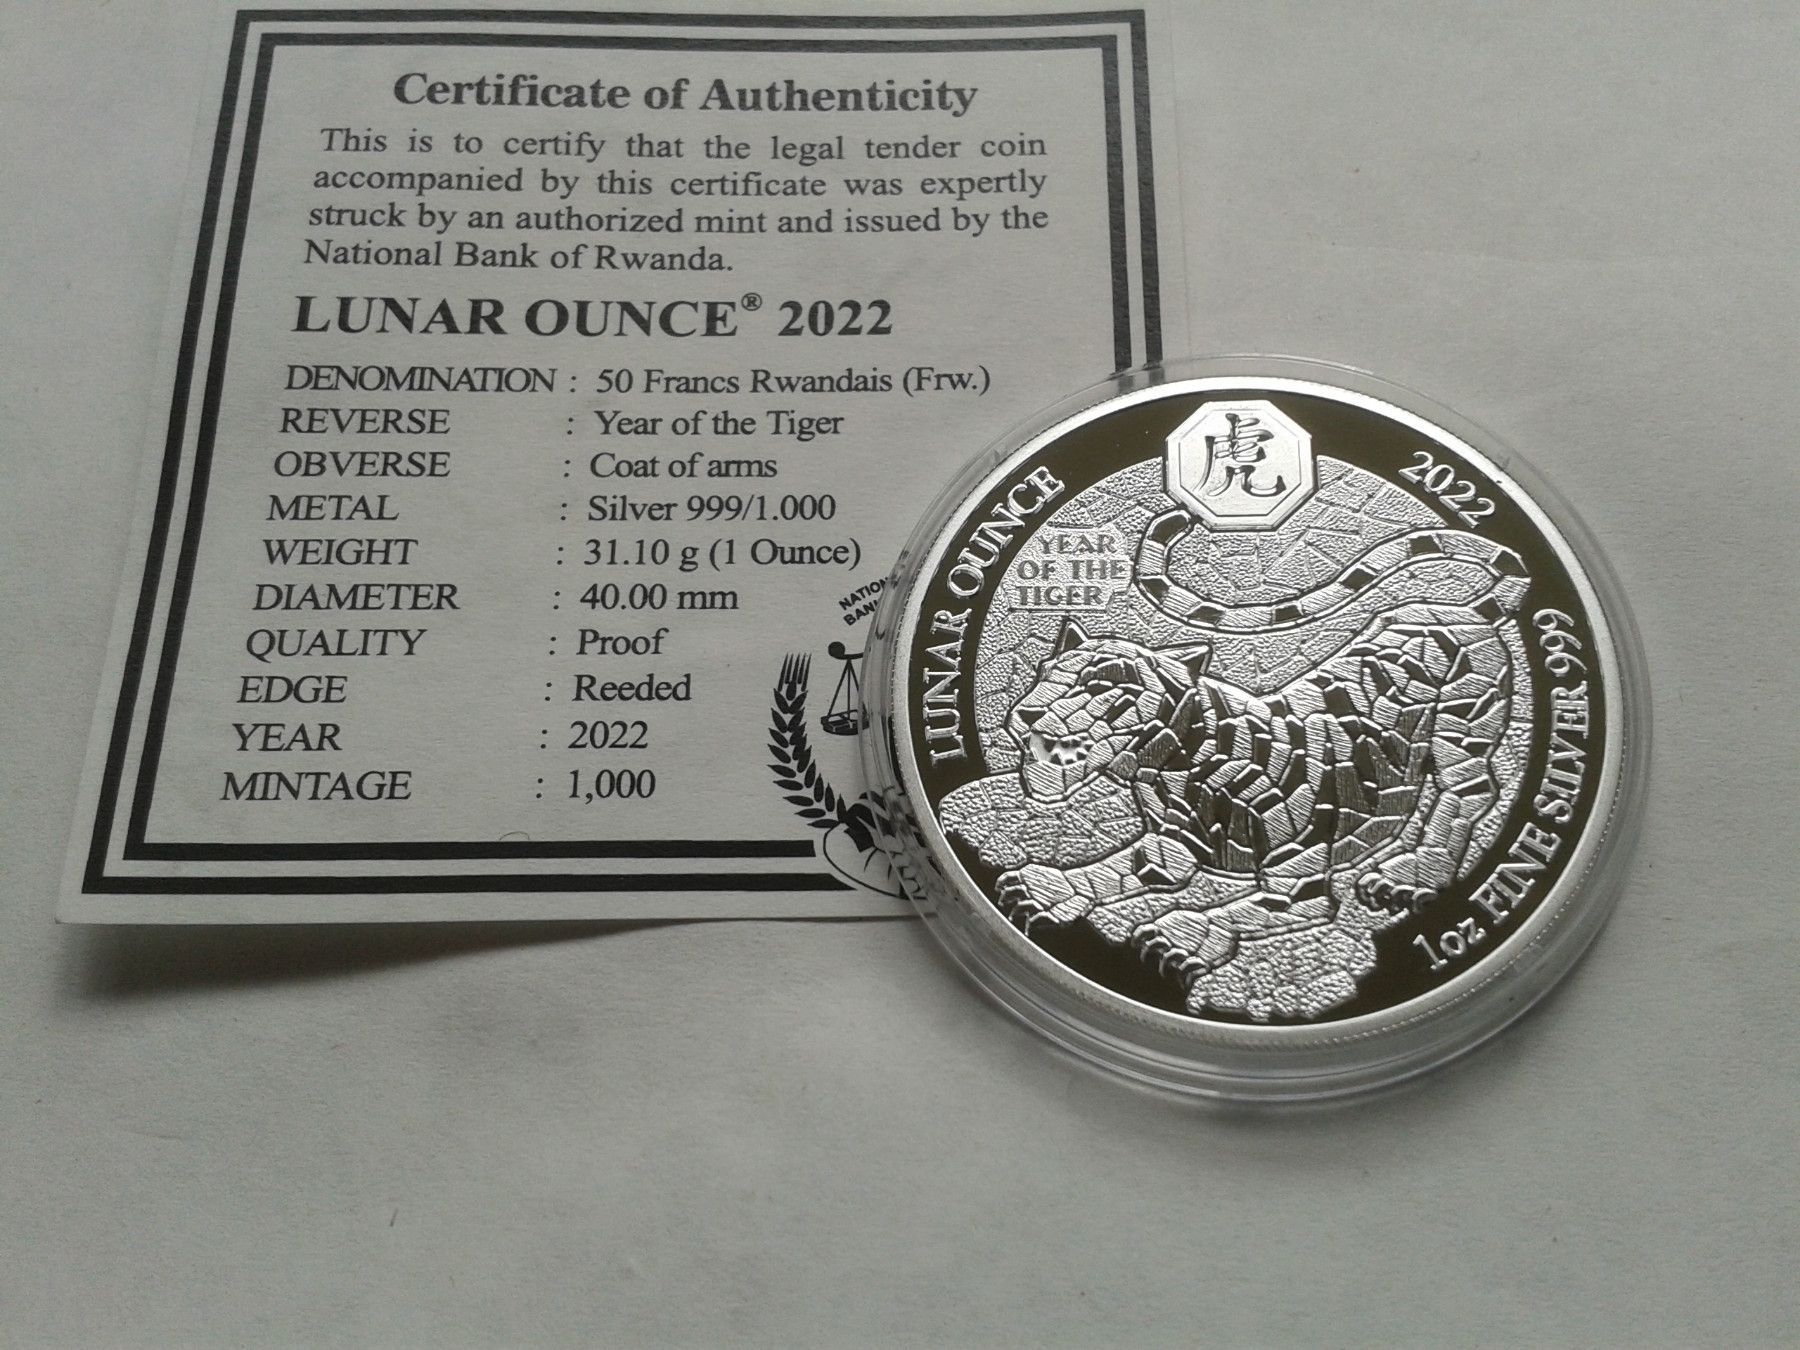 Certificate of Authenticity
This is to certify that the legal tender coin
accompanied by this certificate was expertly
struck by an authorized mint and issued by the
National Bank of Rwanda.
LUNAR OUNCE® 2022
DENOMINATION : 50 Francs Rwandais (Frw.)
REVERSE : Year of the Tiger
OBVERSE : Coat of arms
METAL : Silver 999/1.000
WEIGHT : 31.10 g (1 Ounce)
DIAMETER : 40.00 mm
QUALITY : Proof
EDGE : Reeded
YEAR : 2022
MINTAGE : 1,000
LUNAR OUNCE
虎
2022
YEAR
OF THE
TIGER
1oz FINE SILVER 999